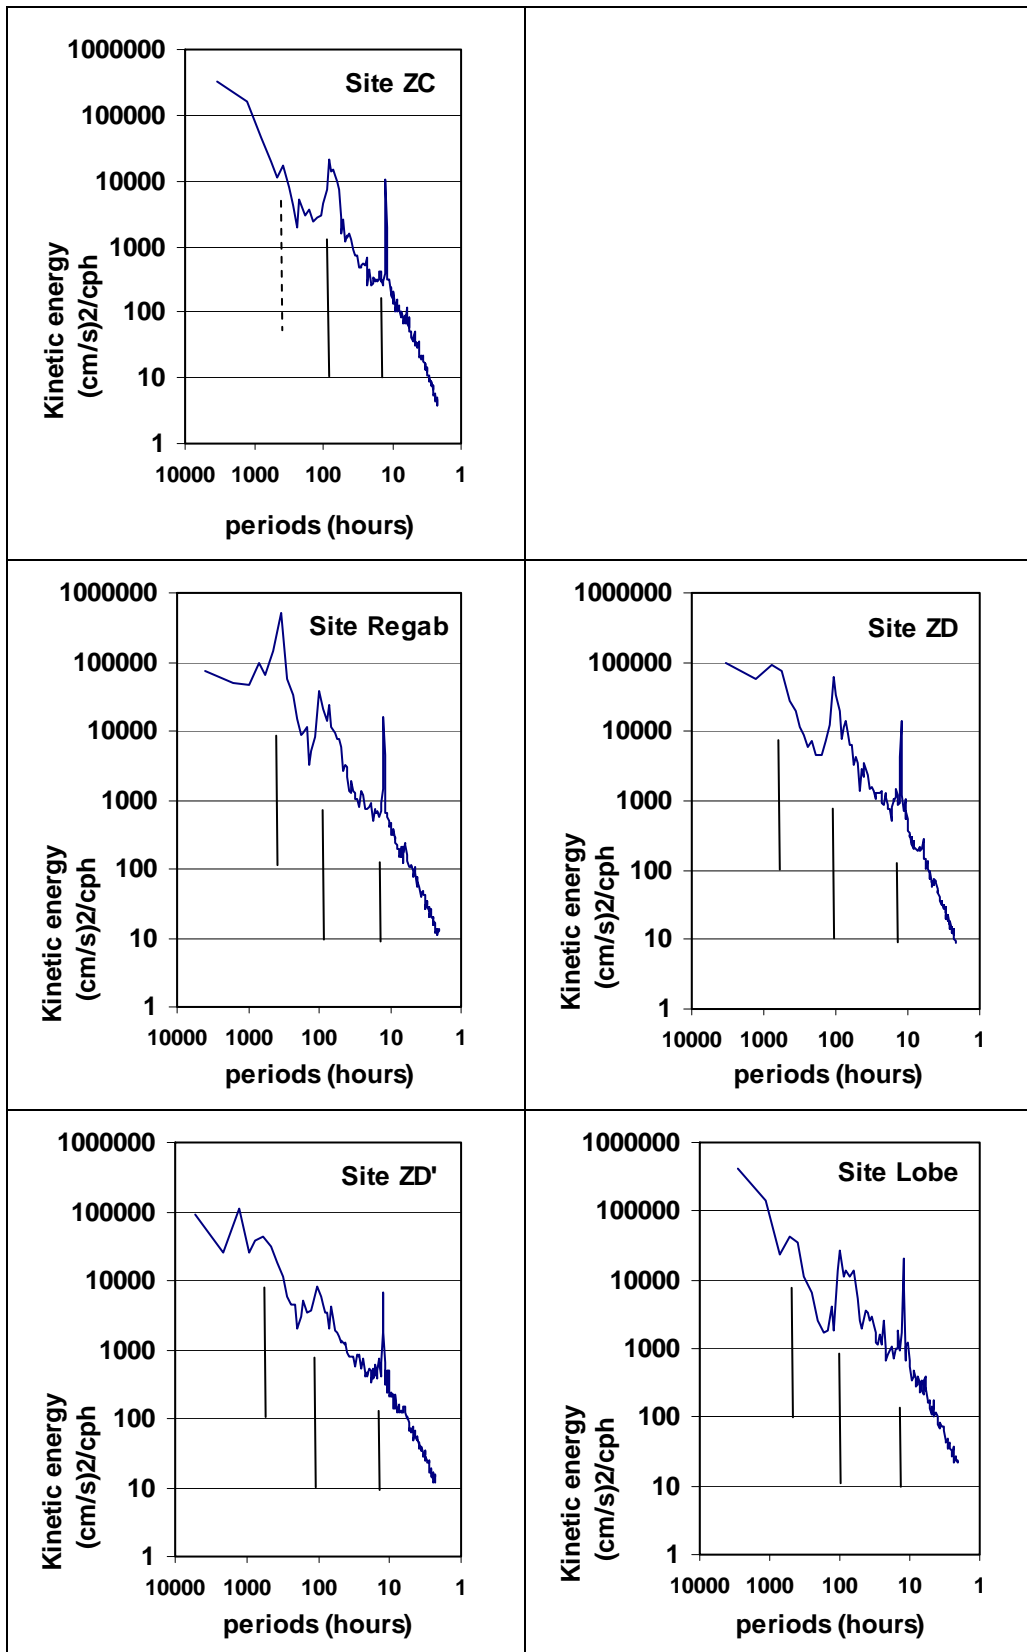 Site ZC
1000000
100000
10000
1000
100
10
1
Kinetic energy
(cm/s)2/cph
10000 1000 100 10 1
periods (hours)
Site Regab
1000000
100000
10000
1000
100
10
1
Kinetic energy
(cm/s)2/cph
10000 1000 100 10 1
periods (hours)
Site ZD
1000000
100000
10000
1000
100
10
1
Kinetic energy
(cm/s)2/cph
10000 1000 100 10 1
periods (hours)
Site ZD'
1000000
100000
10000
1000
100
10
1
Kinetic energy
(cm/s)2/cph
10000 1000 100 10 1
periods (hours)
Site Lobe
1000000
100000
10000
1000
100
10
1
Kinetic energy
(cm/s)2/cph
10000 1000 100 10 1
periods (hours)